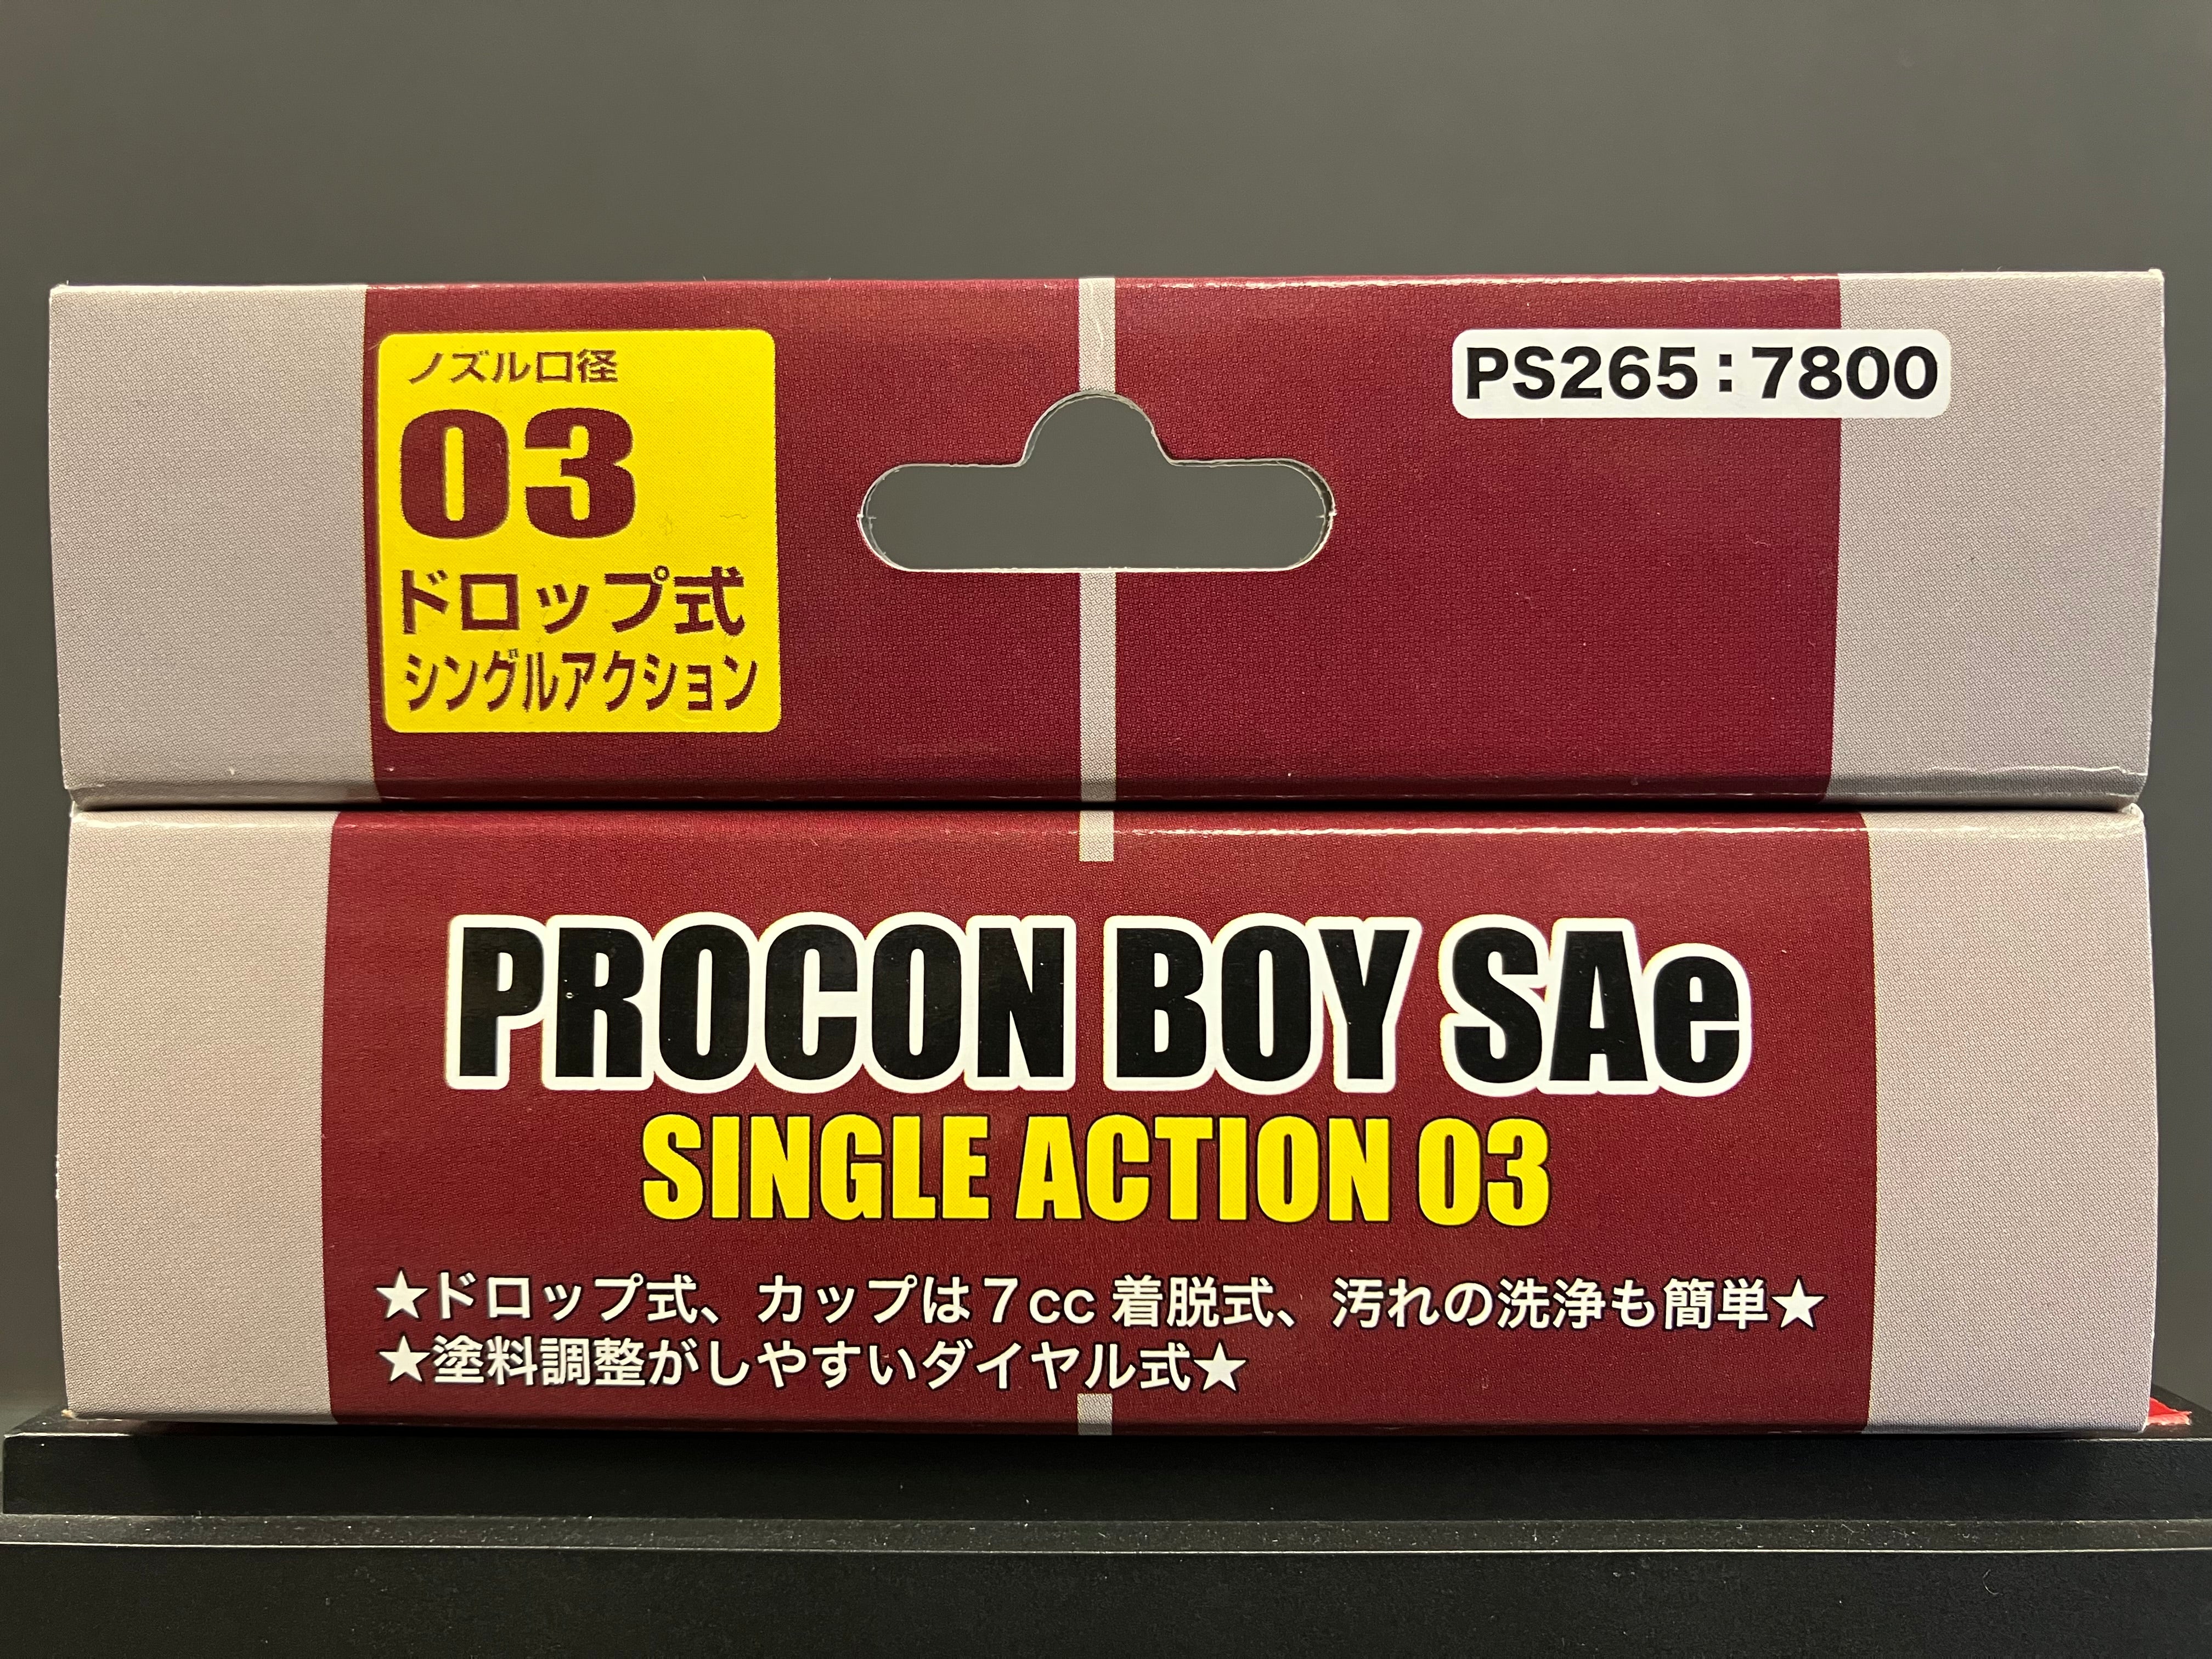 ノズル口径
03
ドロップ式
シングルアクション
PS265：7800
PROCON BOY SAe
SINGLE ACTION 03
★ドロップ式、カップは７cc 着脱式、汚れの洗浄も簡単★
★塗料調整がしやすいダイヤル式★